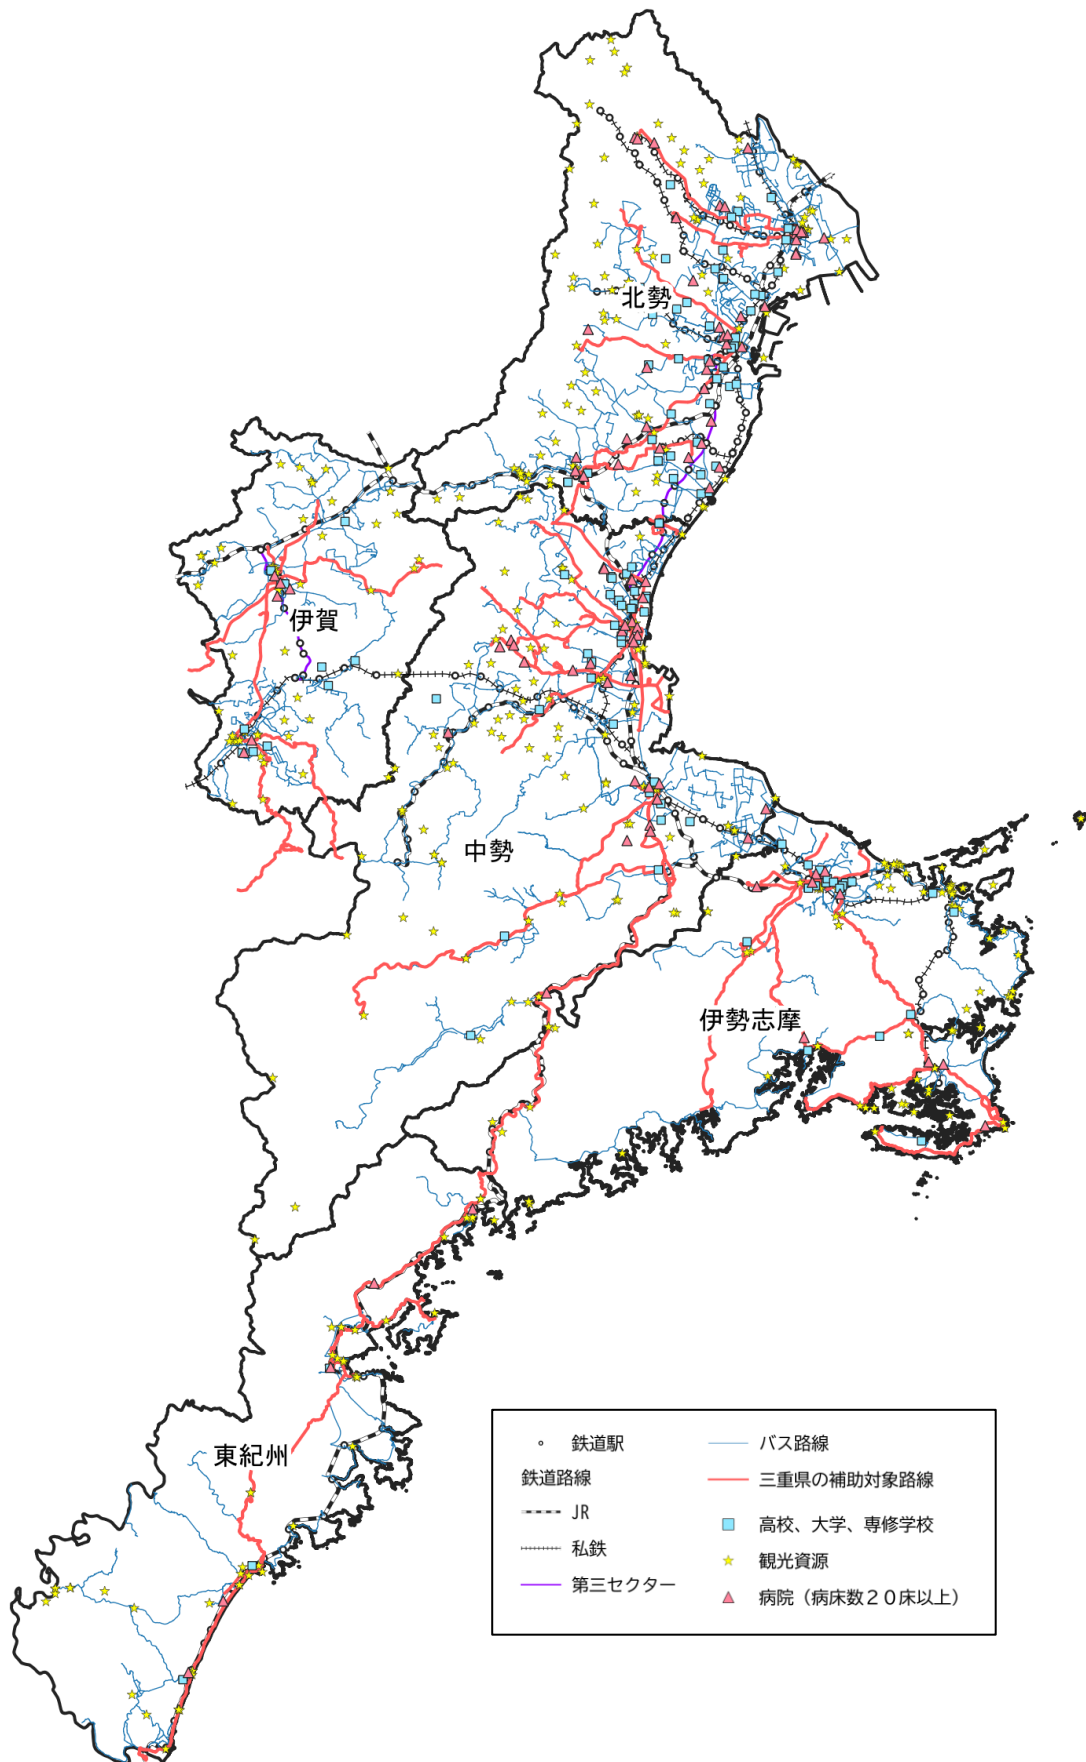 北勢
伊賀
中勢
伊勢志摩
東紀州
鉄道駅
鉄道路線
JR
私鉄
第三セクター
バス路線
三重県の補助対象路線
高校、大学、専修学校
観光資源
病院（病床数２０床以上）